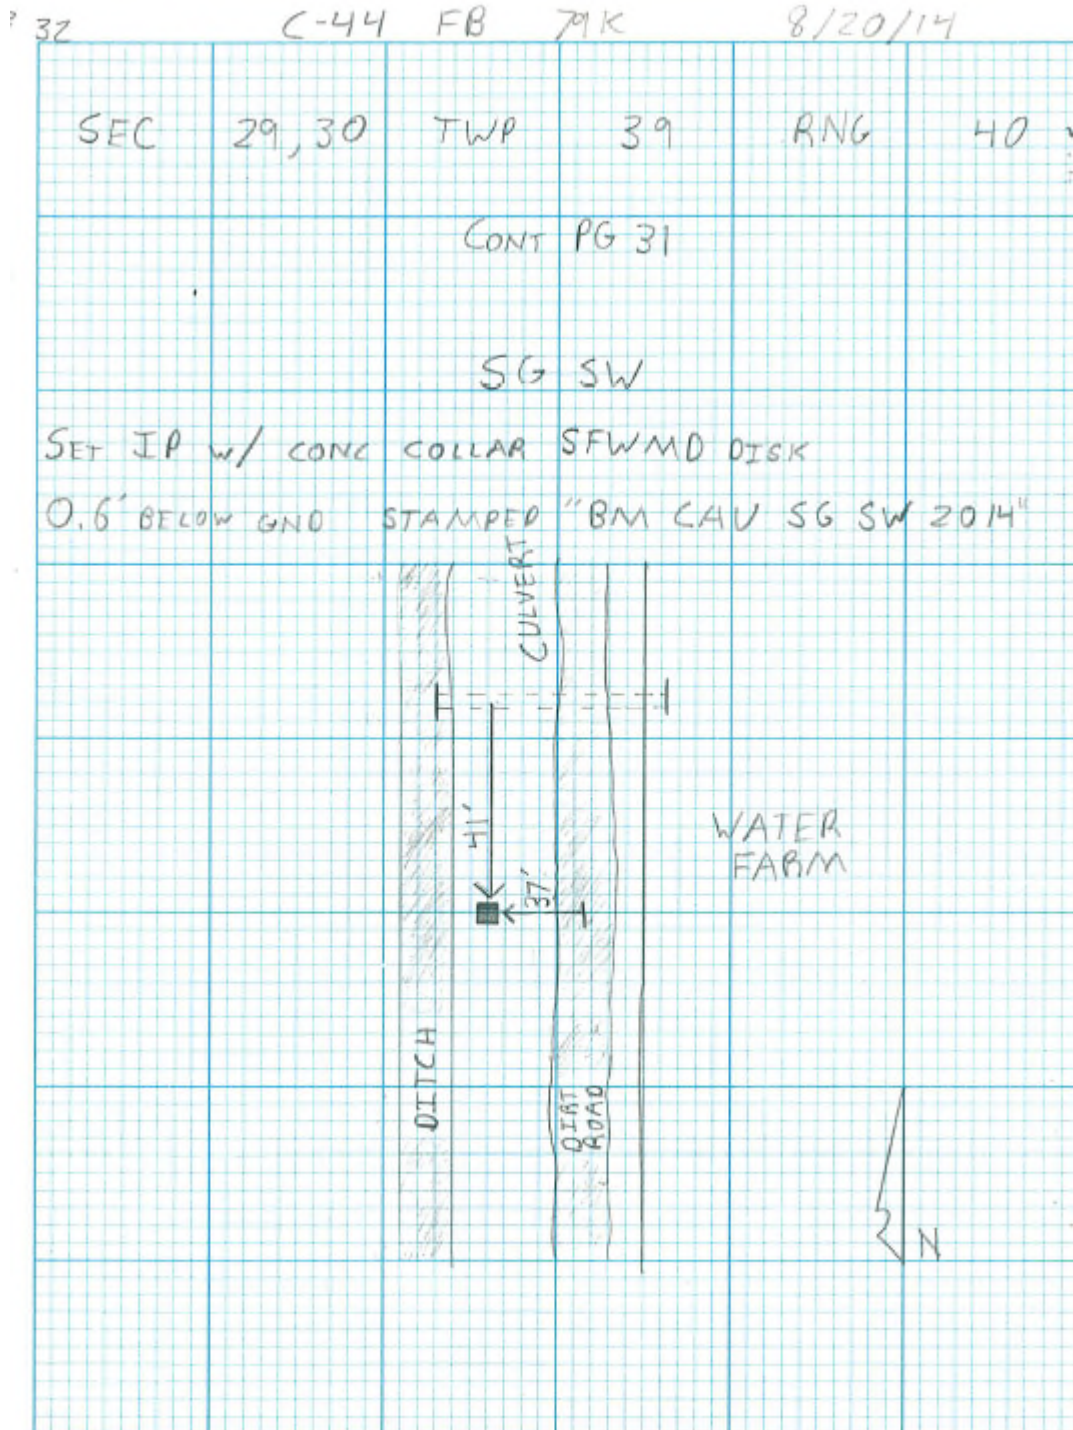 32 C-44 FB 79K 8/20/14
SEC 29,30 TWP 39 RNG 40
CONT PG 31
SG SW
SET IP w/ CONC COLLAR SFWMD DISK
0.6' BELOW GND STAMPED "BM CAU SG SW 2014"
CULVERT
41'
37'
WATER
FARM
DITCH
DIRT
ROAD
N